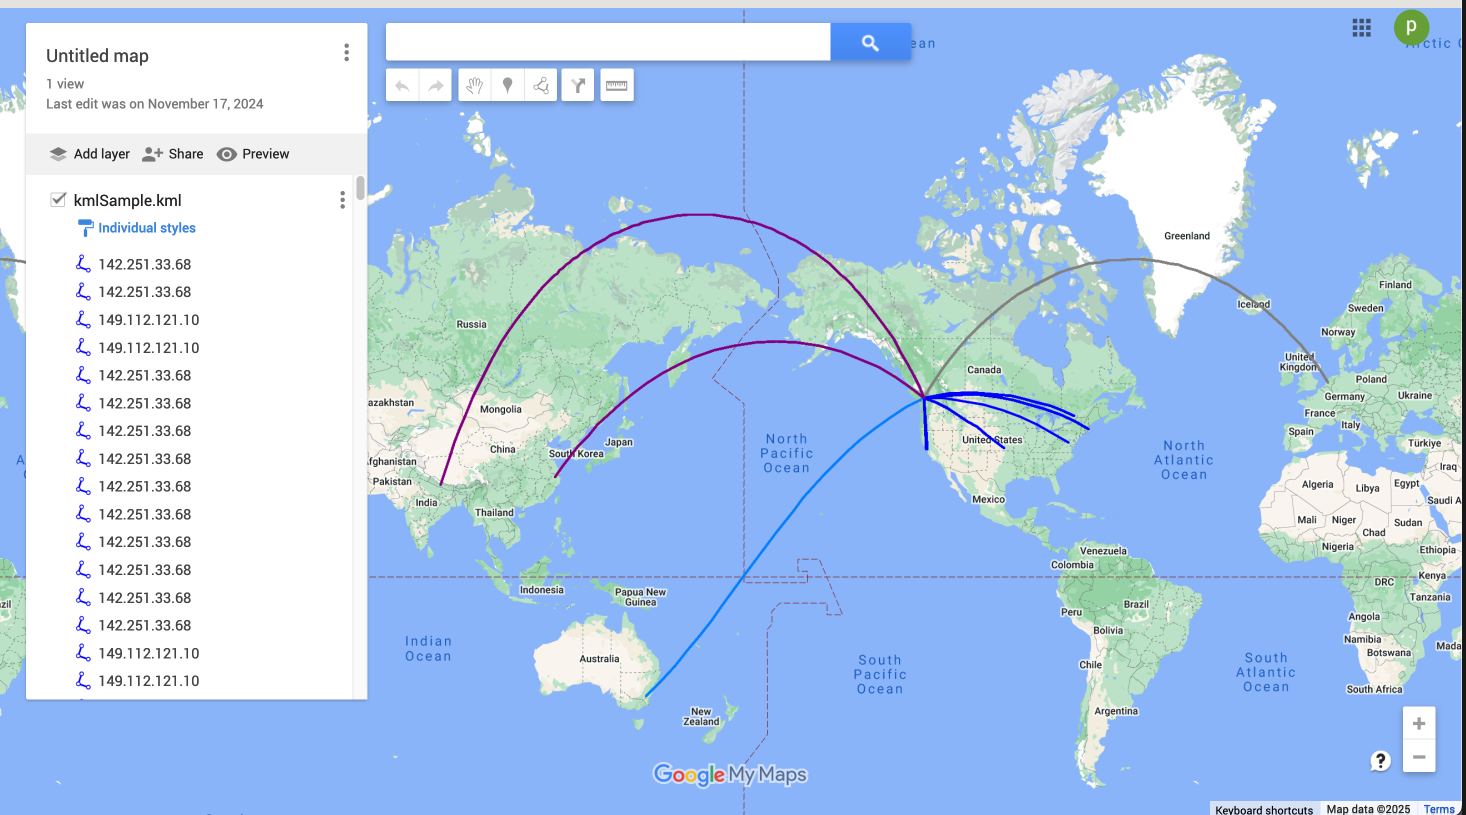 Untitled map
1 view
Last edit was on November 17, 2024
Add layer Share Preview
kmlSample.kml
Individual styles
142.251.33.68
142.251.33.68
149.112.121.10
149.112.121.10
142.251.33.68
142.251.33.68
142.251.33.68
142.251.33.68
142.251.33.68
142.251.33.68
142.251.33.68
142.251.33.68
142.251.33.68
142.251.33.68
149.112.121.10
149.112.121.10
p
ean
Arctic
Greenland
Iceland
Finland
Sweden
Norway
Russia
United
Kingdom
Canada
Poland
Germany
Ukraine
azakhstan
Mongolia
France
Italy
Spain
Türkiye
North
Pacific
Ocean
United States
North
Atlantic
Ocean
Japan
South Korea
China
fghanistan
Pakistan
Iraq
Algeria
Libya
Egypt
Saudi A
India
Thailand
Mexico
Mali
Niger
Chad
Sudan
Nigeria
Ethiopia
Venezuela
Colombia
Indonesia
Papua New
Guinea
DRC
Kenya
Tanzania
zil
Peru
Brazil
Angola
Bolivia
Namibia
Botswana
Mada
Indian
Ocean
Australia
South
Pacific
Ocean
Chile
South
Atlantic
Ocean
South Africa
New
Zealand
Argentina
A
Google My Maps
+
−
?
Keyboard shortcuts Map data ©2025 Terms